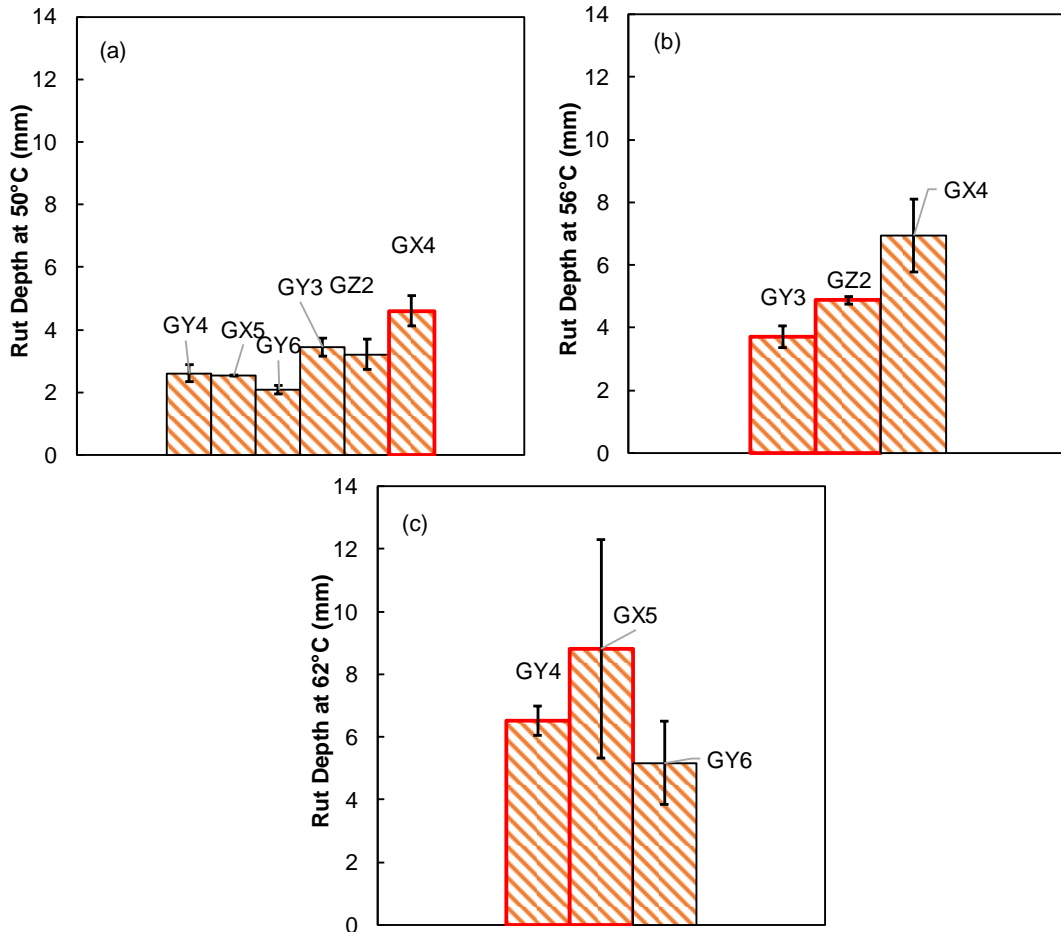 (a)
Rut Depth at 50°C (mm)
14
12
10
8
6
4
2
0
GY4
GX5
GY6
GY3
GZ2
GX4
(b)
Rut Depth at 56°C (mm)
14
12
10
8
6
4
2
0
GY3
GZ2
GX4
(c)
Rut Depth at 62°C (mm)
14
12
10
8
6
4
2
0
GY4
GX5
GY6